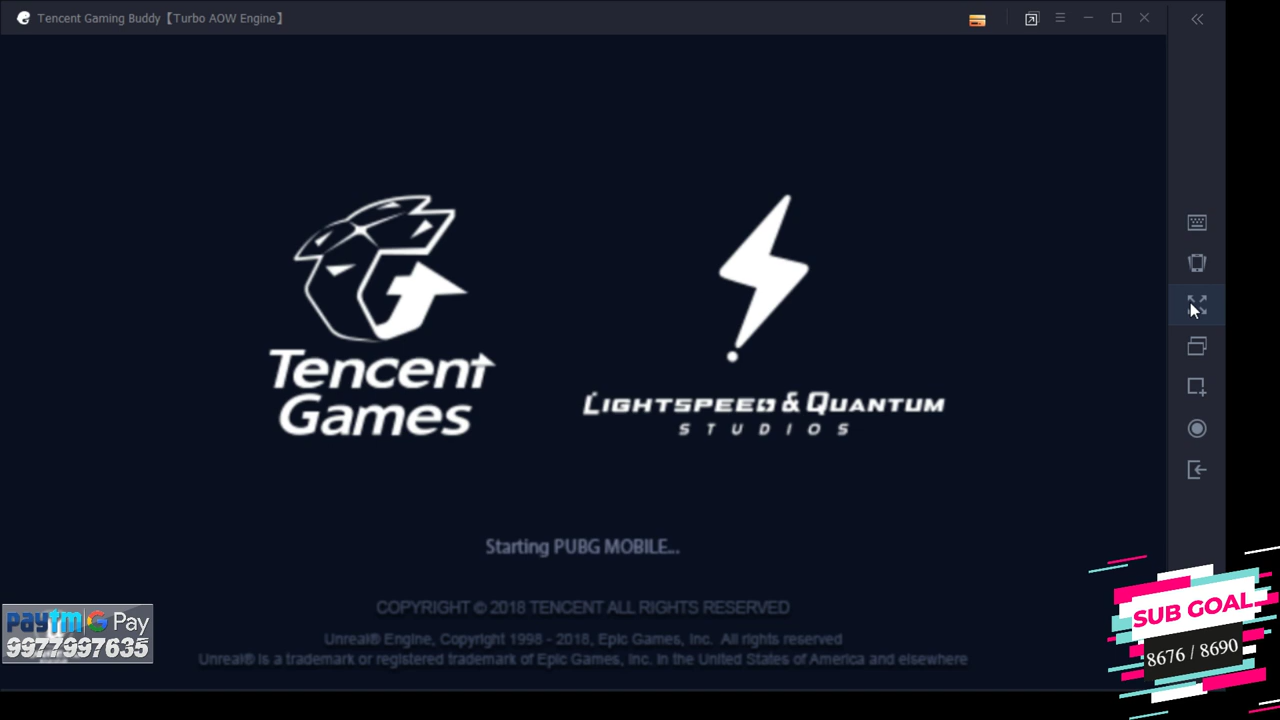 Tencent Gaming Buddy【Turbo AOW Engine】
Tencent
Games
LIGHTSPEED & QUANTUM
STUDIOS
Starting PUBG MOBILE...
COPYRIGHT © 2018 TENCENT ALL RIGHTS RESERVED
Unreal® Engine, Copyright 1998 - 2018, Epic Games, Inc. All rights reserved
Unreal® is a trademark or registered trademark of Epic Games, Inc. in the United States of America and elsewhere
paytm G Pay
9977997635
SUB GOAL
8676 / 8690